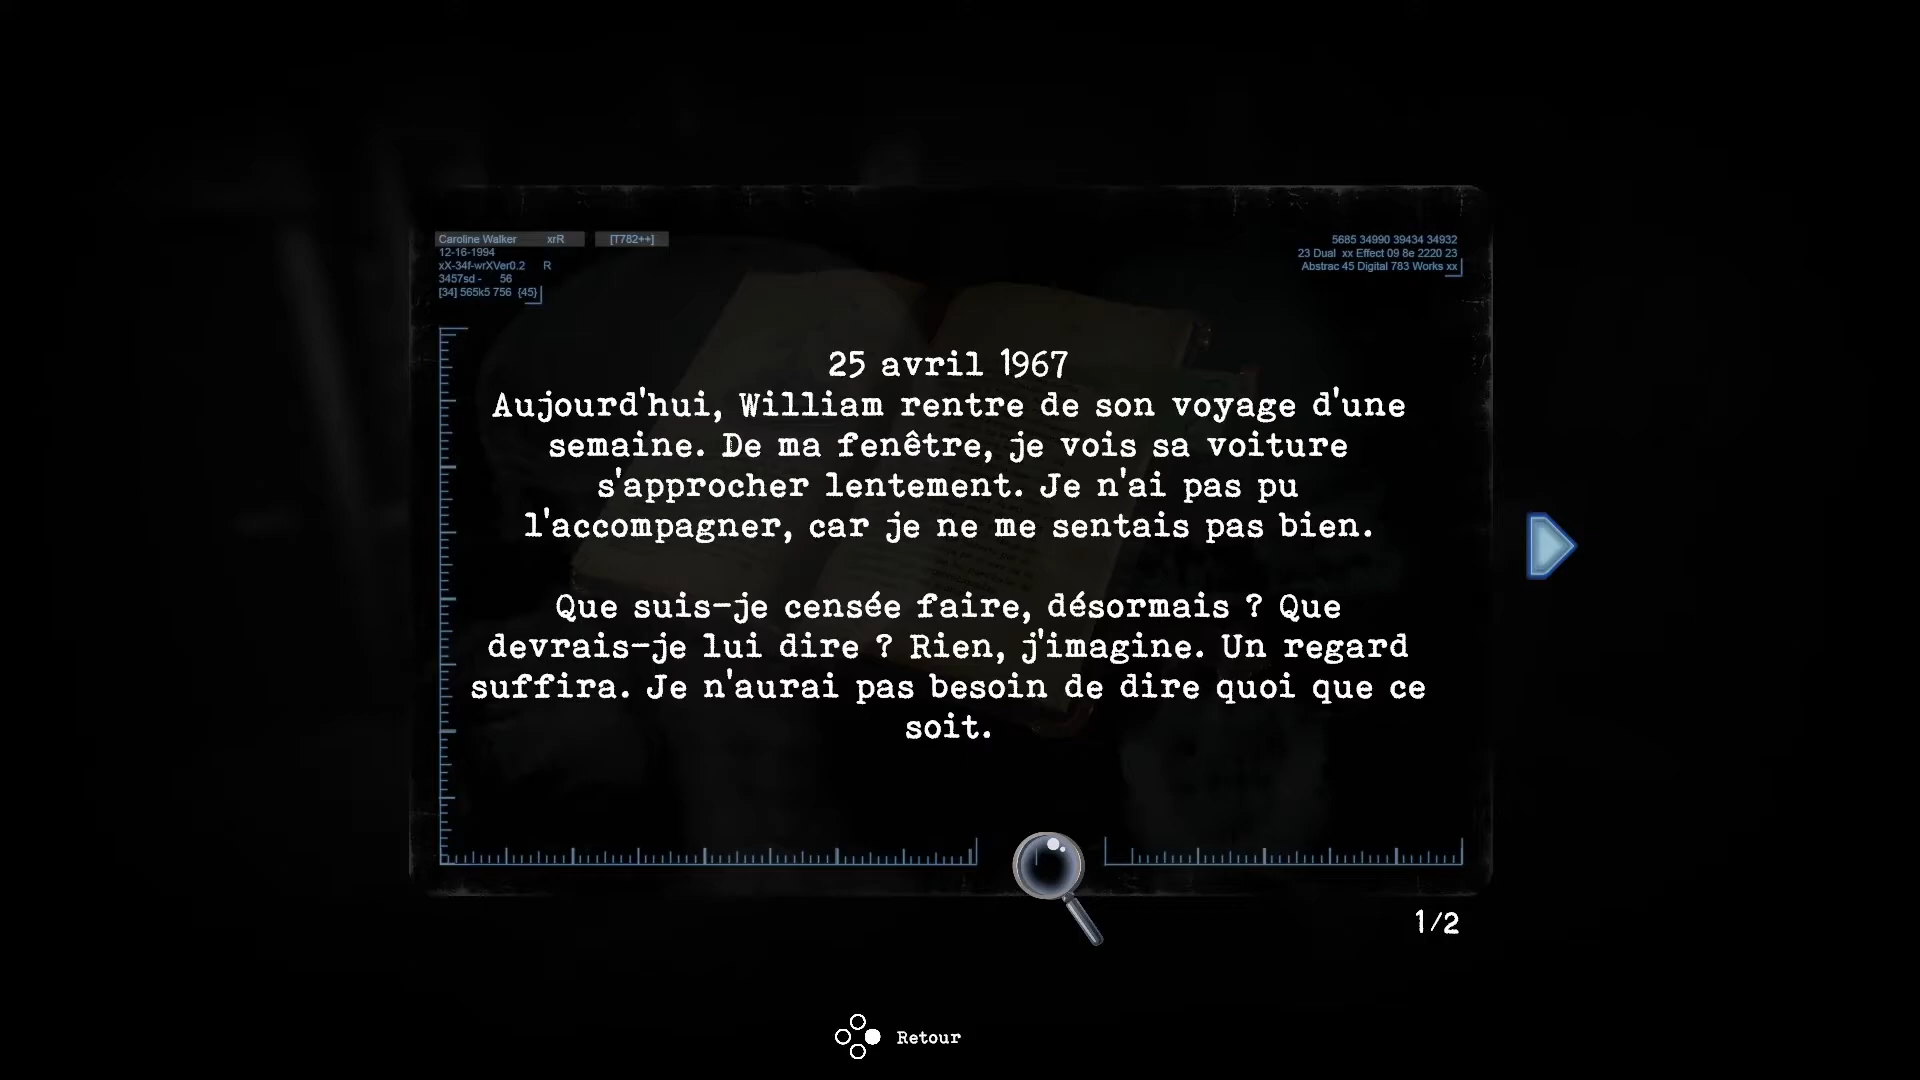 Caroline Walker xrR [T782++]
12-16-1994
xX-34f-wrXVer0.2 R
3457sd - 56
[34] 565k5 756 {45}
5685 34990 39434 34932
23 Dual xx Effect 09 8e 2220 23
Abstrac 45 Digital 783 Works xx
25 avril 1967
Aujourd'hui, William rentre de son voyage d'une
semaine. De ma fenêtre, je vois sa voiture
s'approcher lentement. Je n'ai pas pu
l'accompagner, car je ne me sentais pas bien.
Que suis-je censée faire, désormais ? Que
devrais-je lui dire ? Rien, j'imagine. Un regard
suffira. Je n'aurai pas besoin de dire quoi que ce
soit.
1/2
Retour